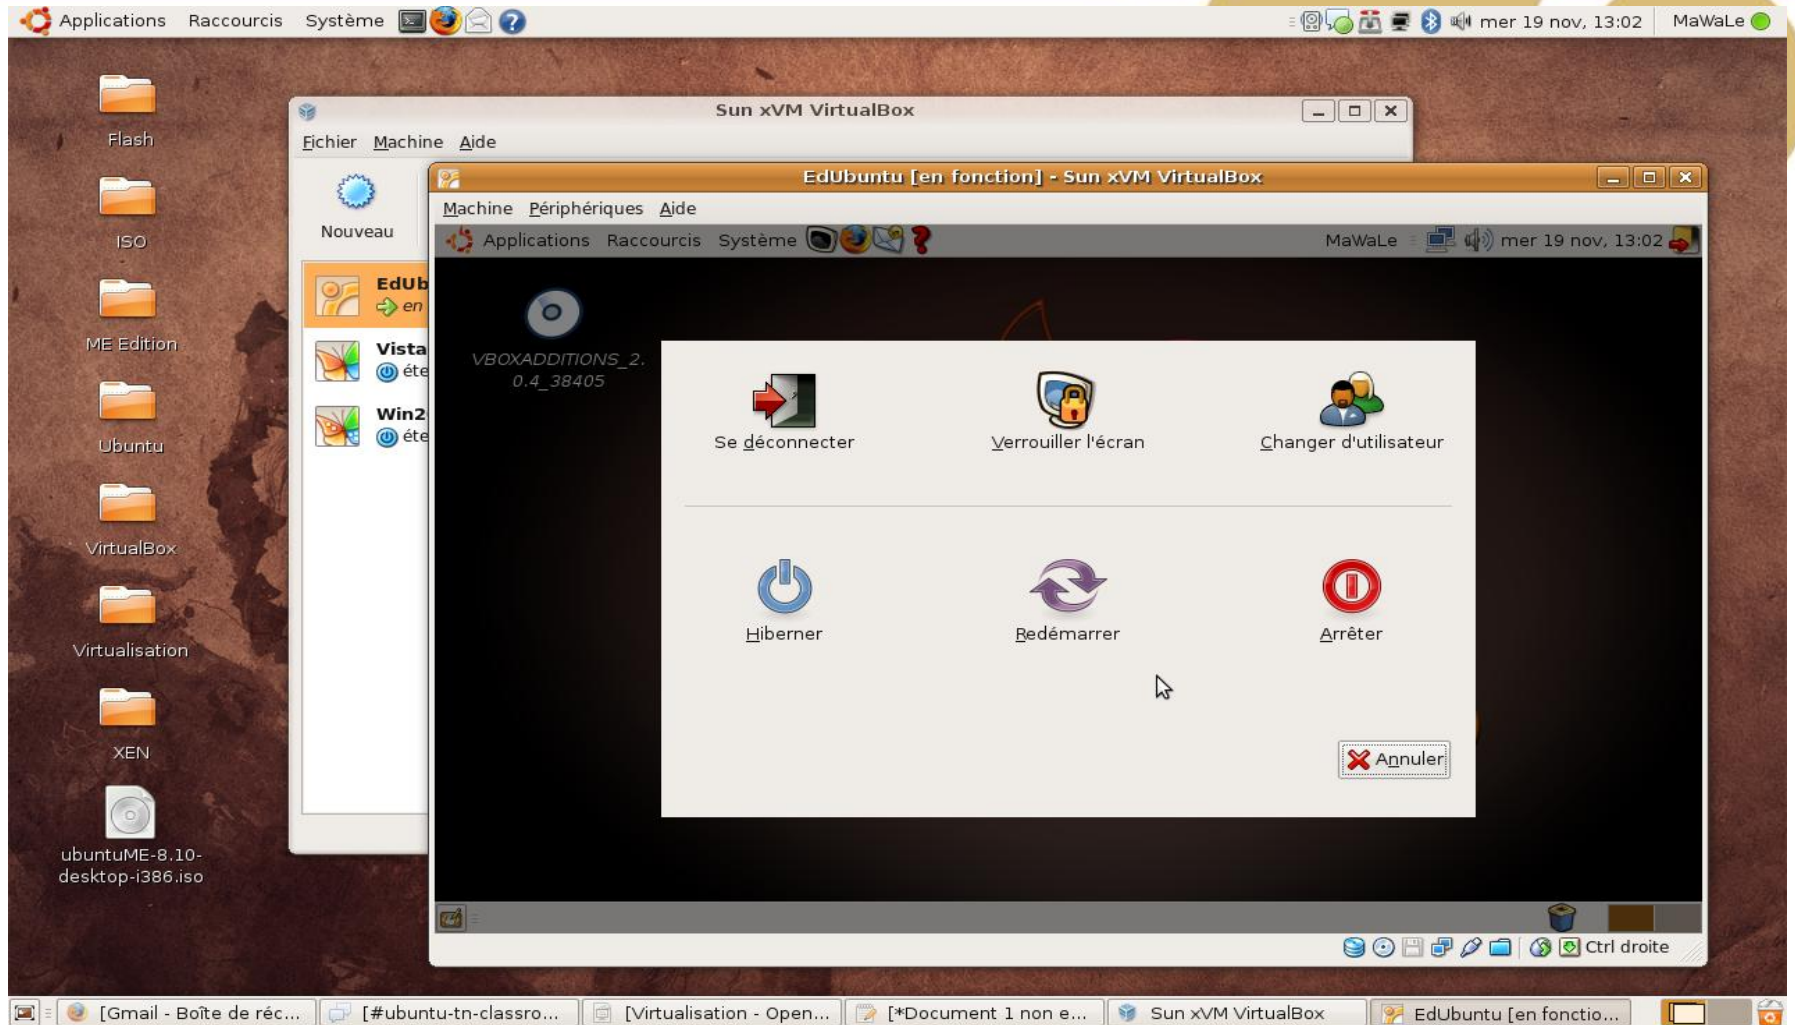 Applications Raccourcis Système
mer 19 nov, 13:02 MaWaLe
Flash
ISO
ME Edition
Ubuntu
VirtualBox
Virtualisation
XEN
ubuntuME-8.10-
desktop-i386.iso
Sun xVM VirtualBox
Fichier Machine Aide
Nouveau
EdUb
en
Vista
éte
Win2
éte
EdUbuntu [en fonction] - Sun xVM VirtualBox
Machine Périphériques Aide
Applications Raccourcis Système
MaWaLe mer 19 nov, 13:02
VBOXADDITIONS_2.
0.4_38405
Se déconnecter Verrouiller l'écran Changer d'utilisateur
Hiberner Redémarrer Arrêter
Annuler
Ctrl droite
[Gmail - Boîte de réc... [#ubuntu-tn-classro... [Virtualisation - Open... [*Document 1 non e... Sun xVM VirtualBox EdUbuntu [en fonctio...